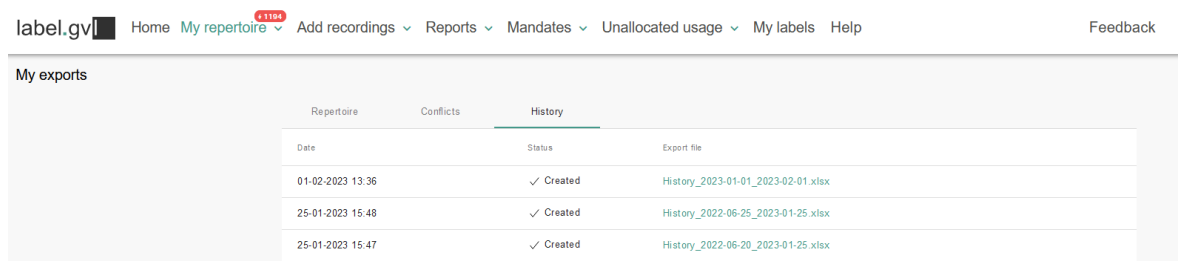 label.gvl Home My repertoire +1194 Add recordings Reports Mandates Unallocated usage My labels Help Feedback
My exports
Repertoire Conflicts History
Date Status Export file
01-02-2023 13:36 Created History_2023-01-01_2023-02-01.xlsx
25-01-2023 15:48 Created History_2022-06-25_2023-01-25.xlsx
25-01-2023 15:47 Created History_2022-06-20_2023-01-25.xlsx